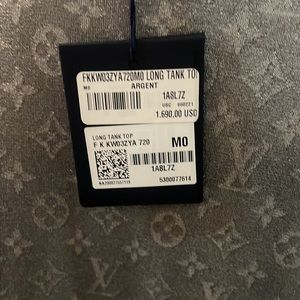 FKKW03ZYA720M0 LONG TANK TOP
M0 ARGENT
1A8L7Z
1.690,00 USD
LONG TANK TOP
F K KW03ZYA 720 M0
1A8L7Z
5300077614